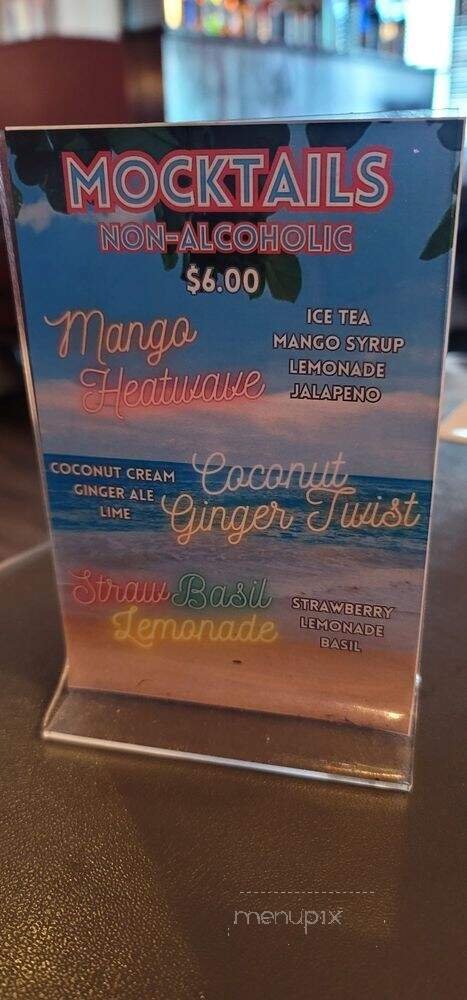 MOCKTAILS
NON-ALCOHOLIC
$6.00
Mango
Heatwave
ICE TEA
MANGO SYRUP
LEMONADE
JALAPENO
COCONUT CREAM
GINGER ALE
LIME
Coconut
Ginger Twist
Straw Basil
Lemonade
STRAWBERRY
LEMONADE
BASIL
menupix